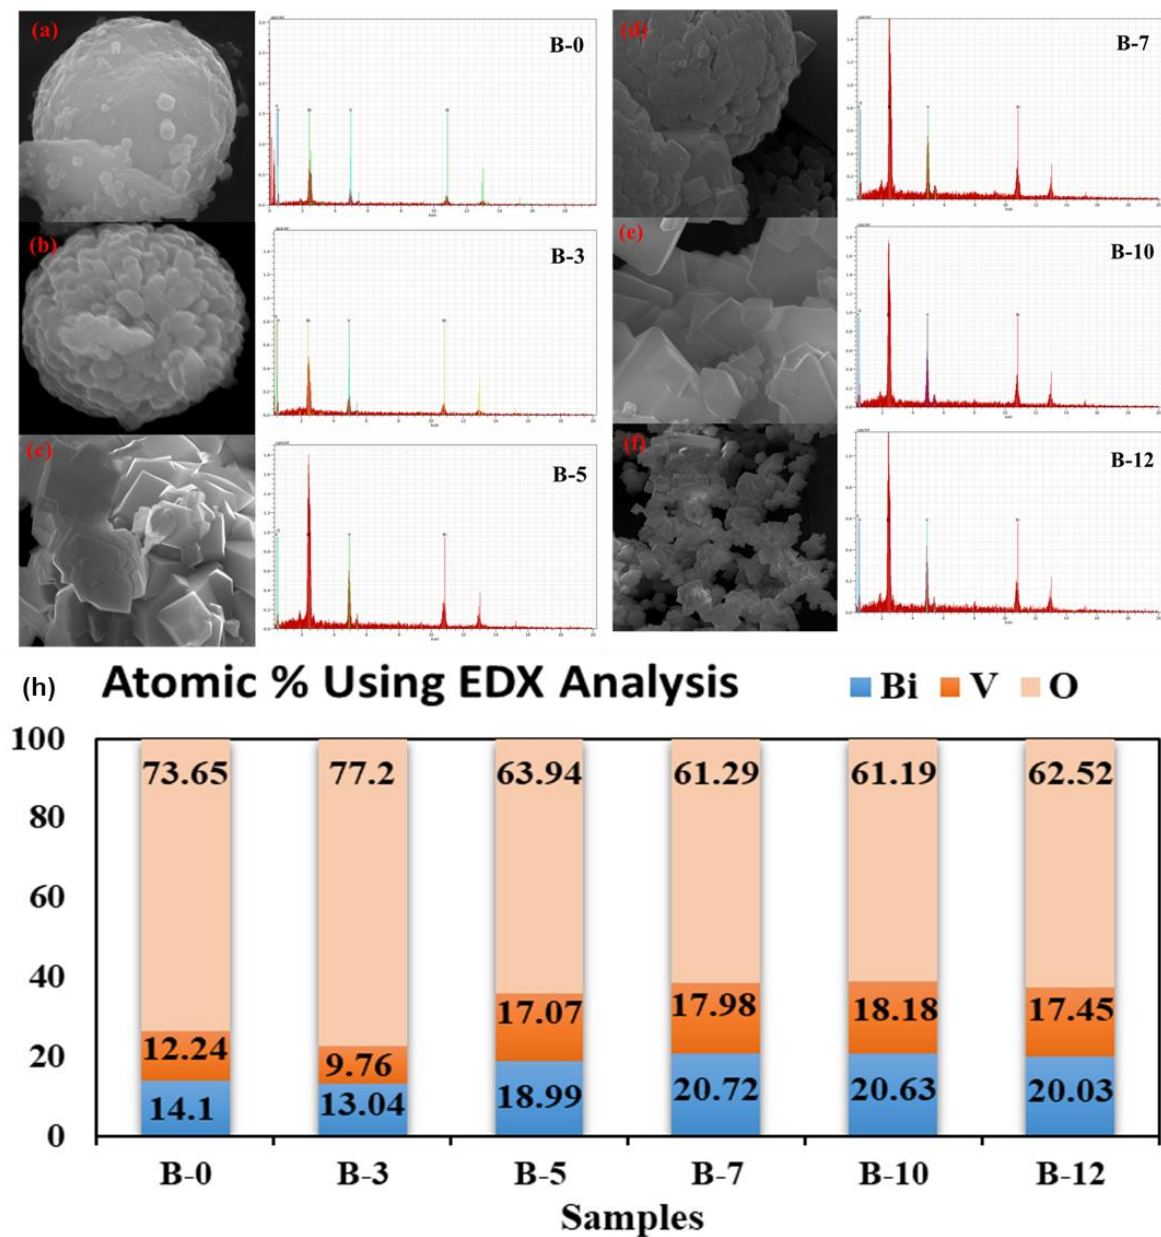 (a)
B-0
(d)
B-7
(b)
B-3
(e)
B-10
(c)
B-5
(f)
B-12
(h)
Atomic % Using EDX Analysis
Bi V O
100
80
60
40
20
0
73.65 77.2 63.94 61.29 61.19 62.52
12.24 9.76 17.07 17.98 18.18 17.45
14.1 13.04 18.99 20.72 20.63 20.03
B-0 B-3 B-5 B-7 B-10 B-12
Samples